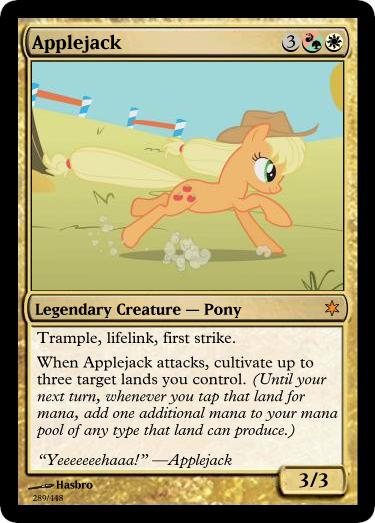 Applejack 3
Legendary Creature — Pony
Trample, lifelink, first strike.
When Applejack attacks, cultivate up to
three target lands you control. (Until your
next turn, whenever you tap that land for
mana, add one additional mana to your mana
pool of any type that land can produce.)
“Yeeeeeeehaaa!” —Applejack
3/3
Hasbro
289/448